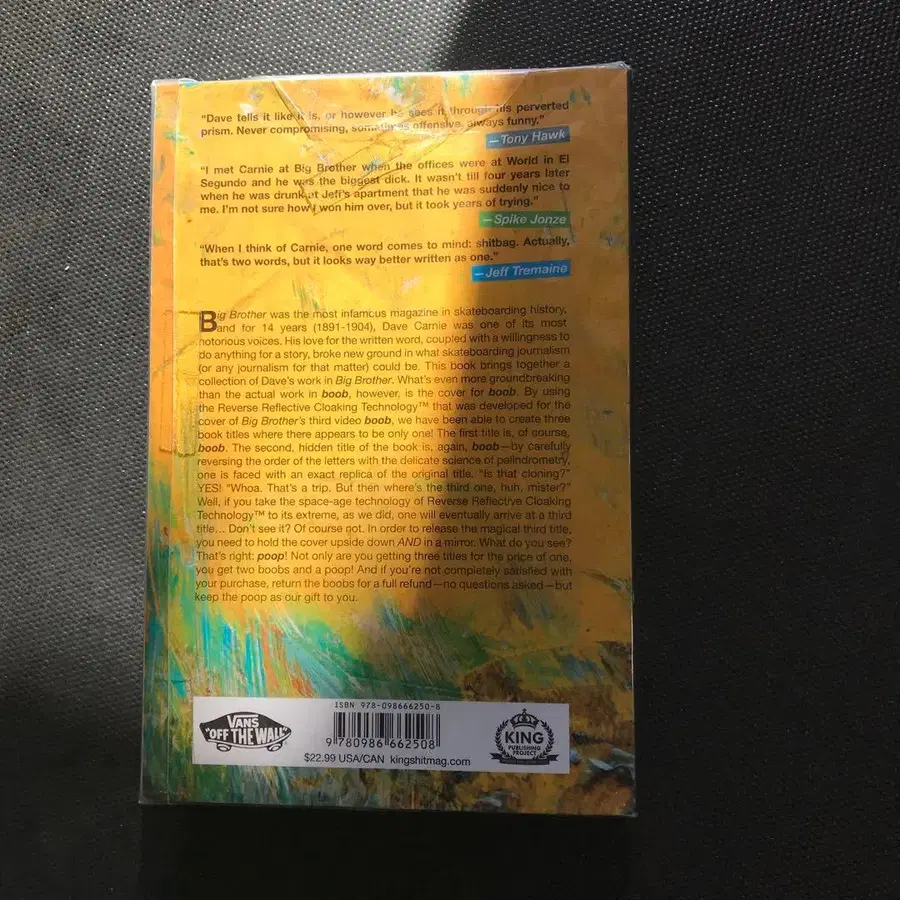 “Dave tells it like it is, or however he sees it through his perverted
prism. Never compromising, sometimes offensive, always funny.”
—Tony Hawk
“I met Carnie at Big Brother when the offices were at World in El
Segundo and he was the biggest dick. It wasn’t till four years later
when he was drunk at Jeff’s apartment that he was suddenly nice to
me. I’m not sure how I won him over, but it took years of trying.”
—Spike Jonze
“When I think of Carnie, one word comes to mind: shitbag. Actually,
that’s two words, but it looks way better written as one.”
—Jeff Tremaine
Big Brother was the most infamous magazine in skateboarding history,
and for 14 years (1891-1904), Dave Carnie was one of its most
notorious voices. His love for the written word, coupled with a willingness to
do anything for a story, broke new ground in what skateboarding journalism
(or any journalism for that matter) could be. This book brings together a
collection of Dave’s work in Big Brother. What’s even more groundbreaking
than the actual work in boob, however, is the cover for boob. By using
the Reverse Reflective Cloaking Technology™ that was developed for the
cover of Big Brother’s third video boob, we have been able to create three
book titles where there appears to be only one! The first title is, of course,
boob. The second, hidden title of the book is, again, boob—by carefully
reversing the order of the letters with the delicate science of palindrometry,
one is faced with an exact replica of the original title. “Is that cloning?”
YES! “Whoa. That’s a trip. But then where’s the third one, huh, mister?”
Well, if you take the space-age technology of Reverse Reflective Cloaking
Technology™ to its extreme, as we did, one will eventually arrive at a third
title... Don’t see it? Of course not. In order to release the magical third title,
you need to hold the cover upside down AND in a mirror. What do you see?
That’s right: poop! Not only are you getting three titles for the price of one,
you get two boobs and a poop! And if you’re not completely satisfied with
your purchase, return the boobs for a full refund—no questions asked—but
keep the poop as our gift to you.
VANS
"OFF THE WALL"
ISBN 978-098666250-8
9 780986 662508
$22.99 USA/CAN kingshitmag.com
KING
PUBLISHING
PROJECT